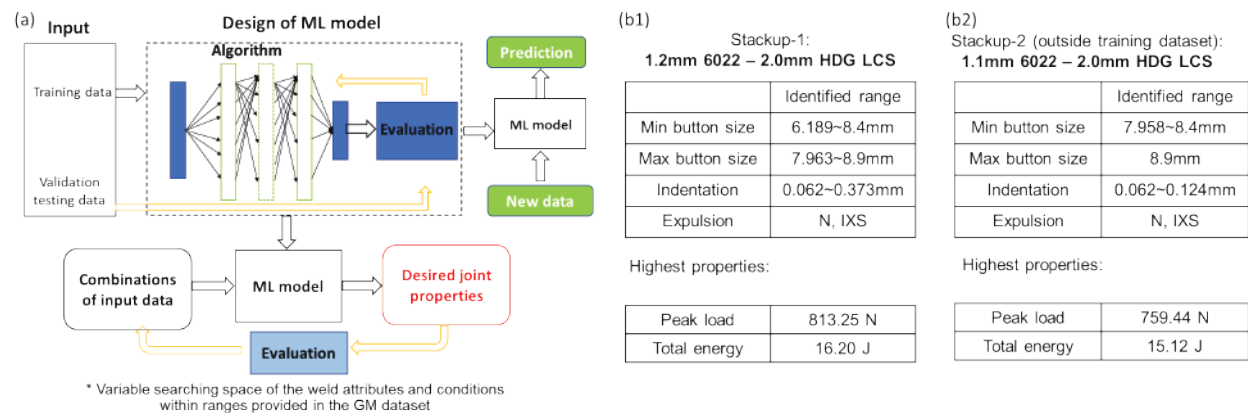 (a)
Input
Design of ML model
Algorithm
Training data
Validation
testing data
Evaluation
Prediction
ML model
New data
Combinations
of input data
ML model
Desired joint
properties
Evaluation
* Variable searching space of the weld attributes and conditions
within ranges provided in the GM dataset
(b1)
Stackup-1:
1.2mm 6022 – 2.0mm HDG LCS
Identified range
Min button size 6.189~8.4mm
Max button size 7.963~8.9mm
Indentation 0.062~0.373mm
Expulsion N, IXS
Highest properties:
Peak load 813.25 N
Total energy 16.20 J
(b2)
Stackup-2 (outside training dataset):
1.1mm 6022 – 2.0mm HDG LCS
Identified range
Min button size 7.958~8.4mm
Max button size 8.9mm
Indentation 0.062~0.124mm
Expulsion N, IXS
Highest properties:
Peak load 759.44 N
Total energy 15.12 J